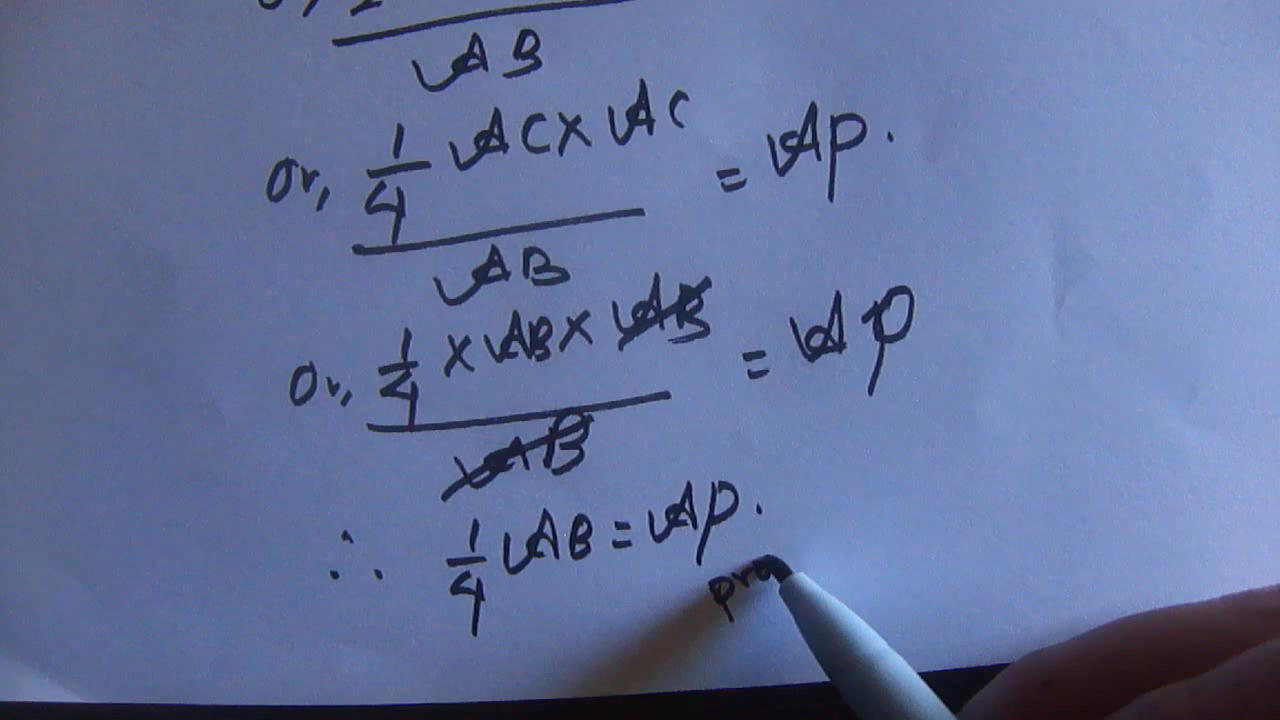 AB
Or, 1/4 AC × AC / AB = AP.
Or, 1/4 × AB × AB / AB = AP
∴ 1/4 AB = AP.
pro